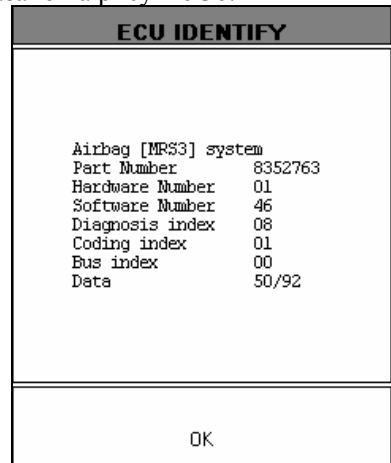 ECU IDENTIFY
Airbag [MRS3] system
Part Number 8352763
Hardware Number 01
Software Number 46
Diagnosis index 08
Coding index 01
Bus index 00
Data 50/92
OK